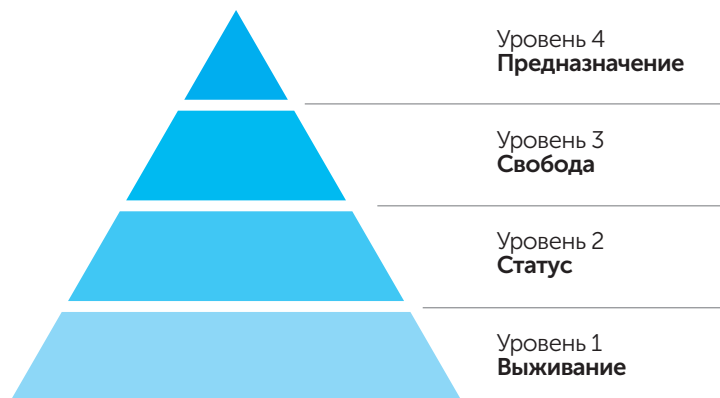 Уровень 4
Предназначение
Уровень 3
Свобода
Уровень 2
Статус
Уровень 1
Выживание